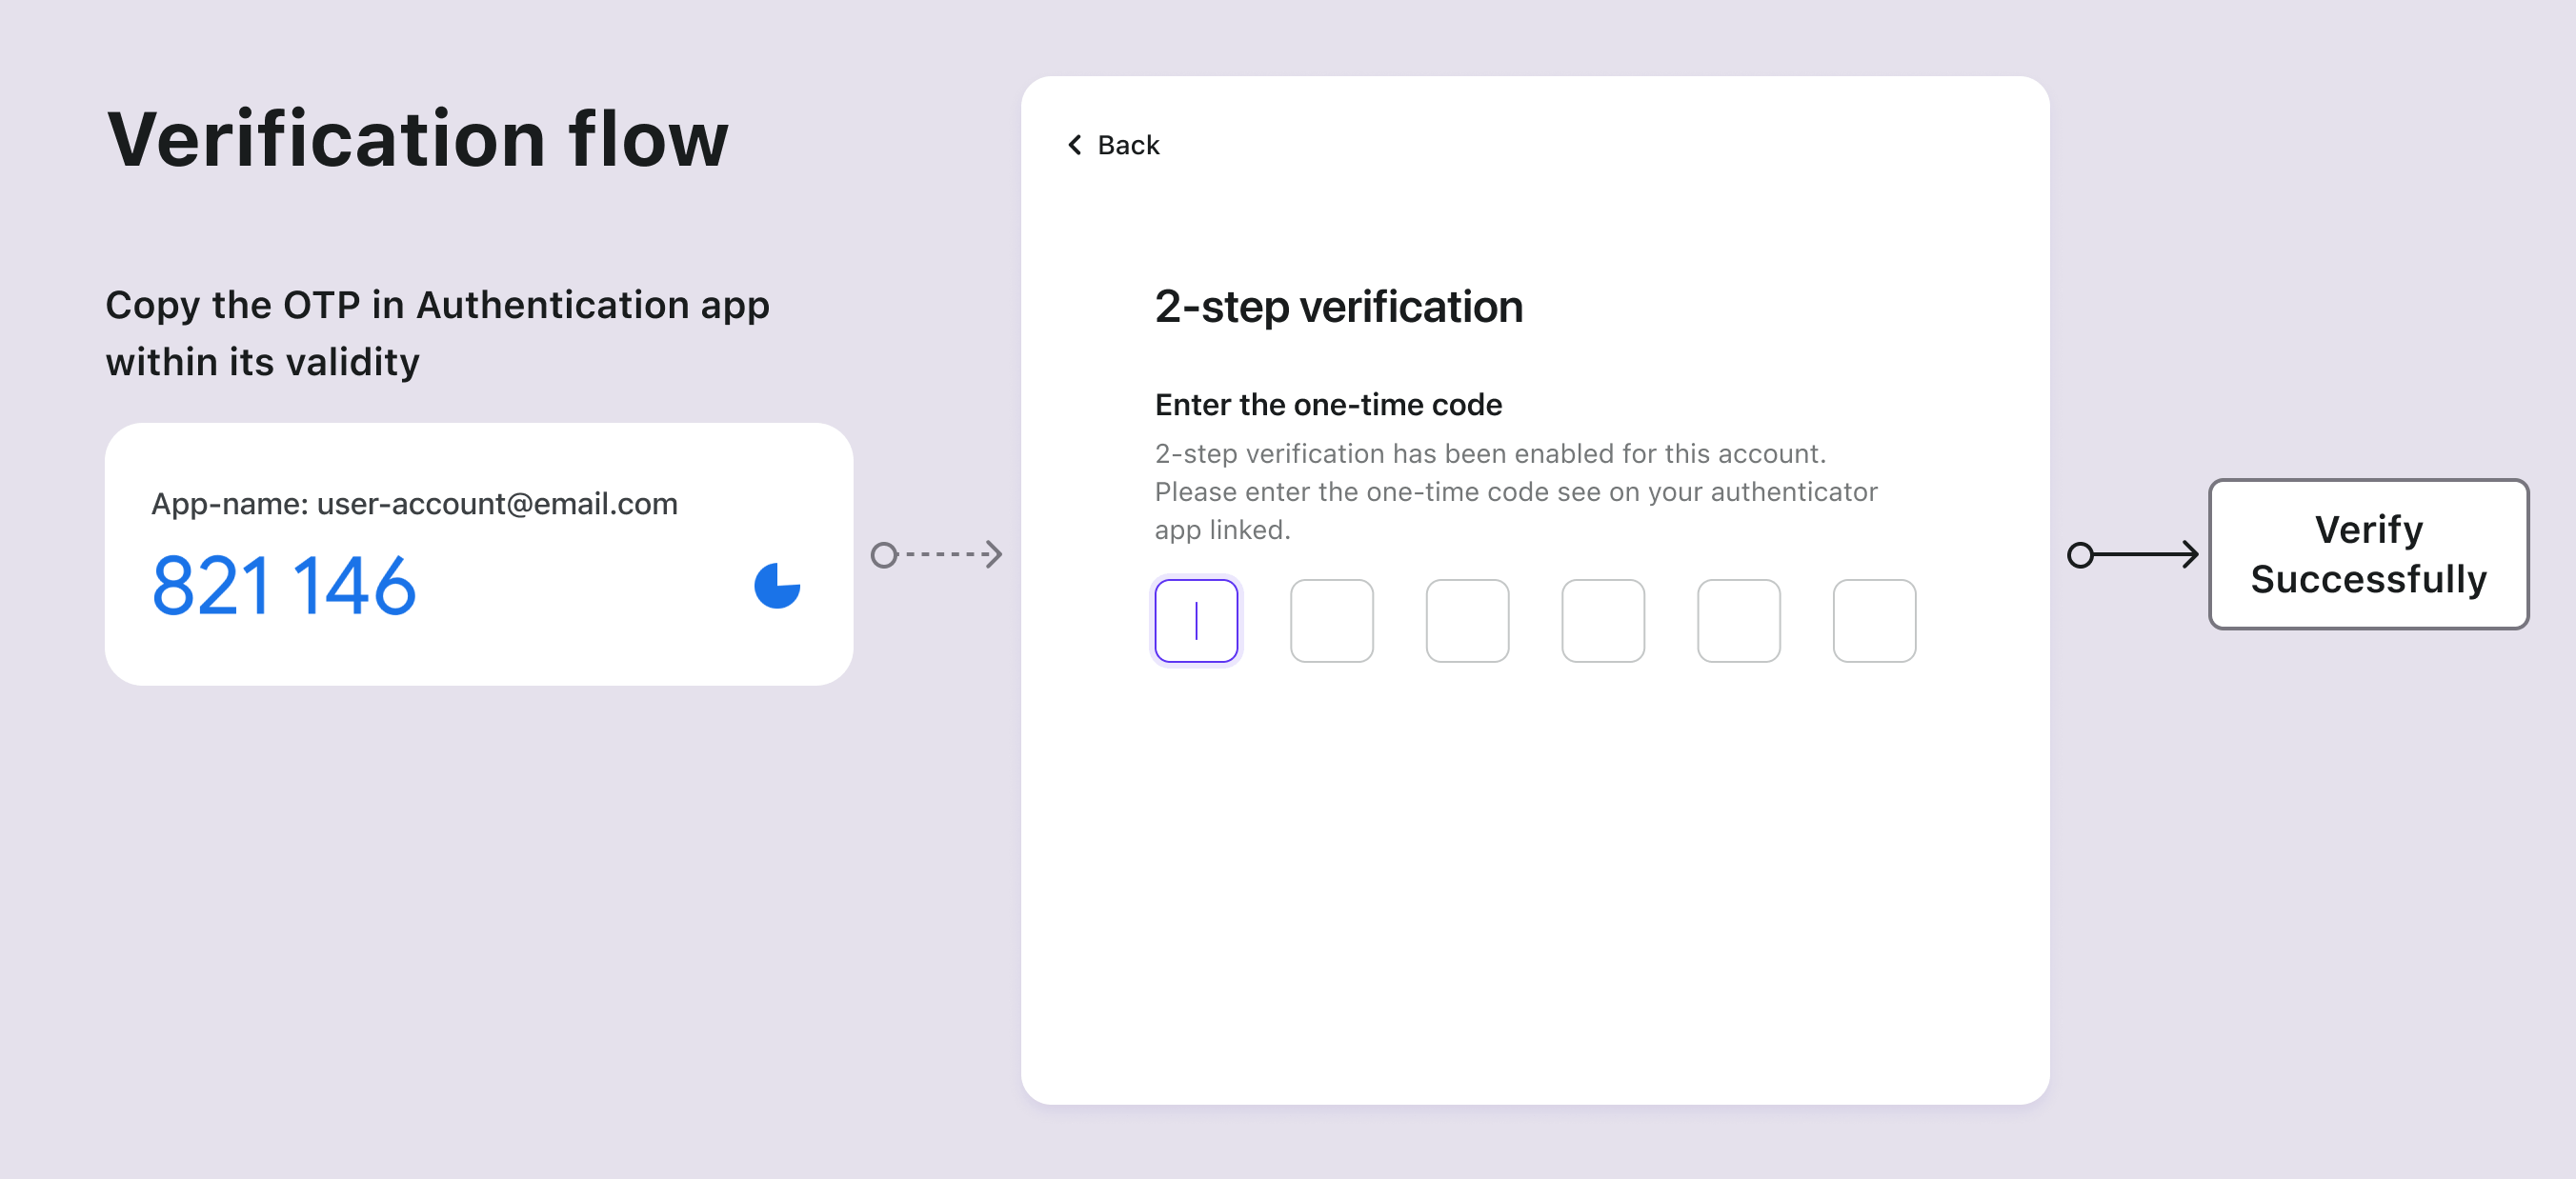 Verification flow
Copy the OTP in Authentication app
within its validity
App-name: user-account@email.com
821 146
Back
2-step verification
Enter the one-time code
2-step verification has been enabled for this account.
Please enter the one-time code see on your authenticator
app linked.
Verify
Successfully